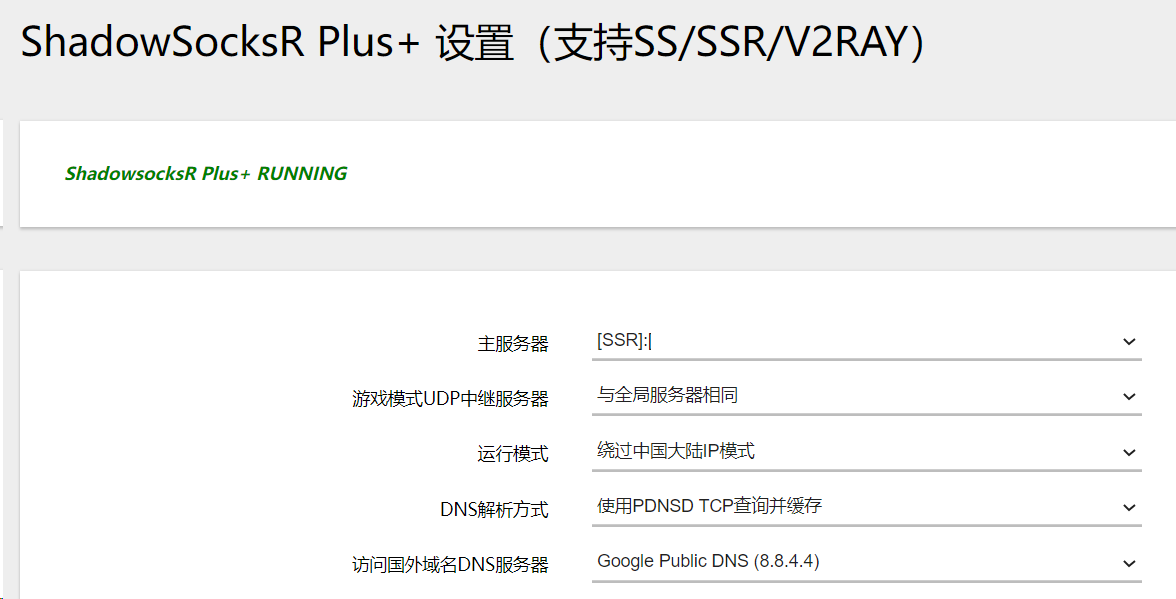 ShadowSocksR Plus+ 设置（支持SS/SSR/V2RAY）
ShadowsocksR Plus+ RUNNING
主服务器 [SSR]:[
游戏模式UDP中继服务器 与全局服务器相同
运行模式 绕过中国大陆IP模式
DNS解析方式 使用PDNSD TCP查询并缓存
访问国外域名DNS服务器 Google Public DNS (8.8.4.4)